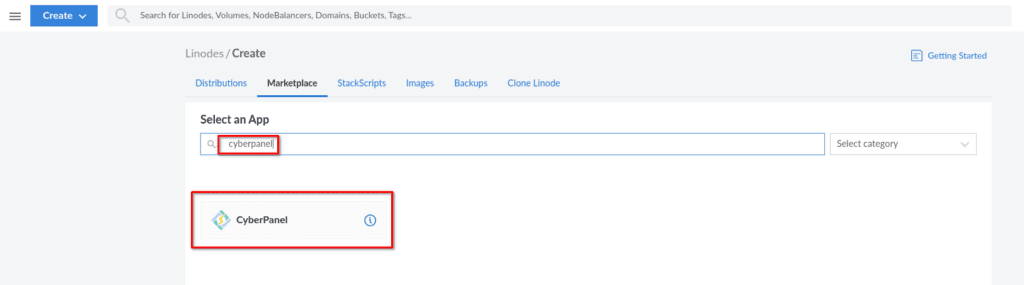 Create
Search for Linodes, Volumes, NodeBalancers, Domains, Buckets, Tags...
Linodes / Create
Getting Started
Distributions Marketplace StackScripts Images Backups Clone Linode
Select an App
cyberpanel
Select category
CyberPanel